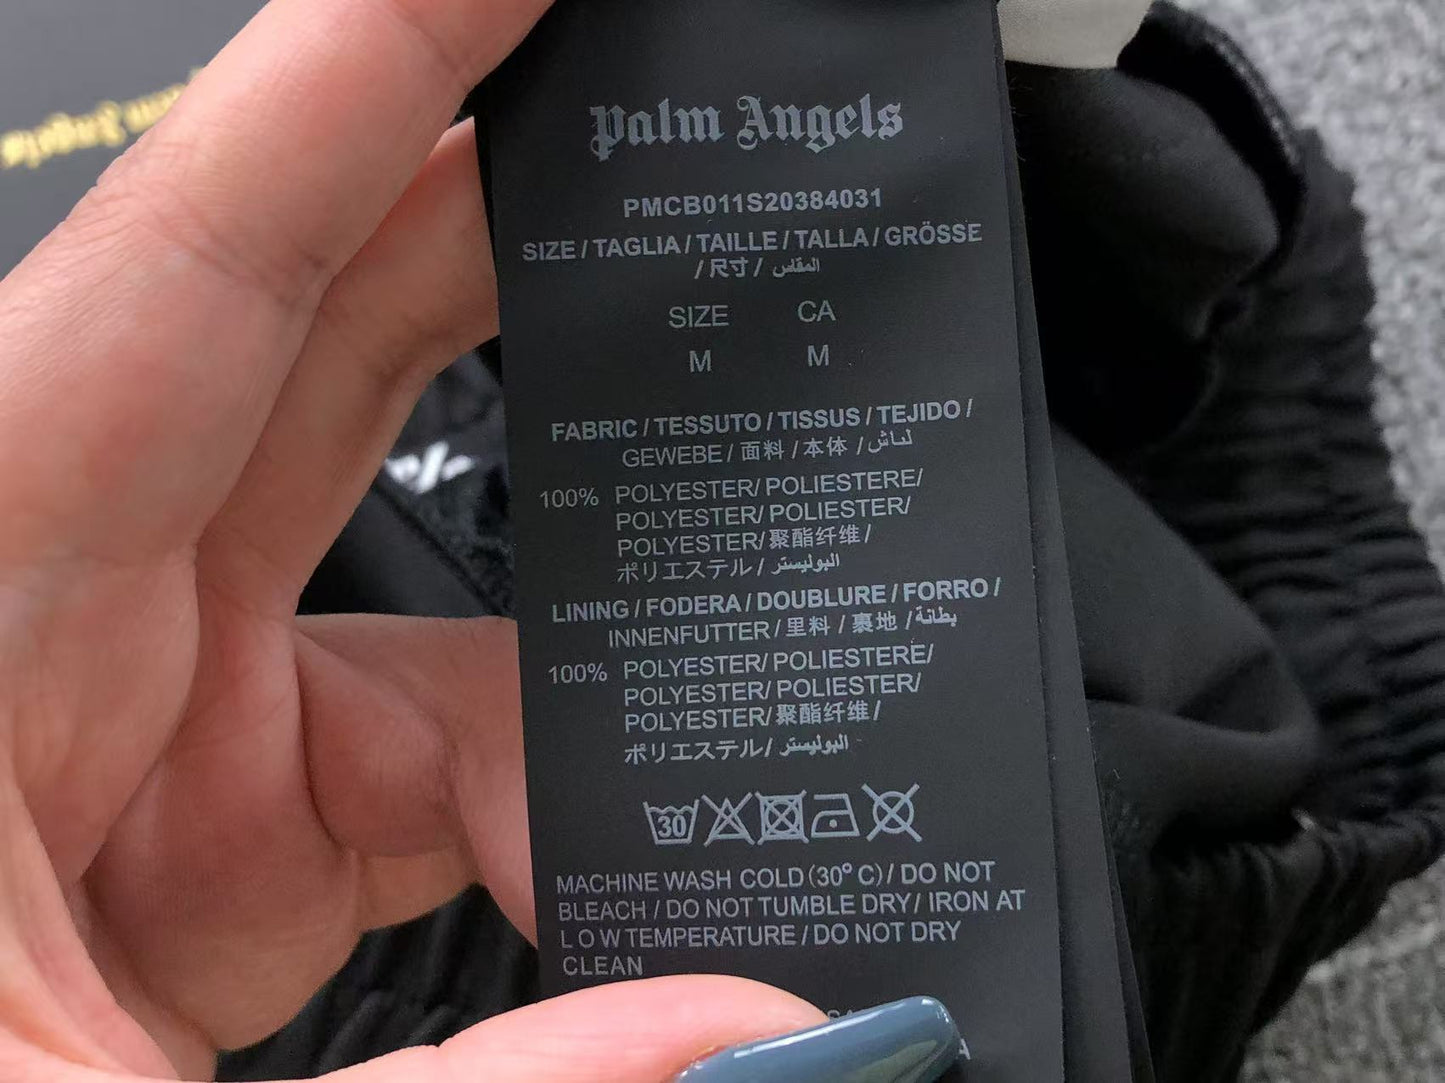 Palm Angels
Palm Angels
PMCB011S20384031
SIZE / TAGLIA / TAILLE / TALLA / GRÖSSE
/ 尺寸 / المقاس
SIZE CA
M M
FABRIC / TESSUTO / TISSUS / TEJIDO /
GEWEBE / 面料 / 本体 / لىاش
100% POLYESTER/ POLIESTERE/
POLYESTER/ POLIESTER/
POLYESTER/聚酯纤维/
ポリエステル/ البوليستر
LINING / FODERA / DOUBLURE / FORRO /
INNENFUTTER / 里料 / 裏地 / بطانة
100% POLYESTER/ POLIESTERE/
POLYESTER/ POLIESTER/
POLYESTER/聚酯纤维/
ポリエステル/ البوليستر
30
MACHINE WASH COLD (30° C) / DO NOT
BLEACH / DO NOT TUMBLE DRY / IRON AT
LOW TEMPERATURE / DO NOT DRY
CLEAN